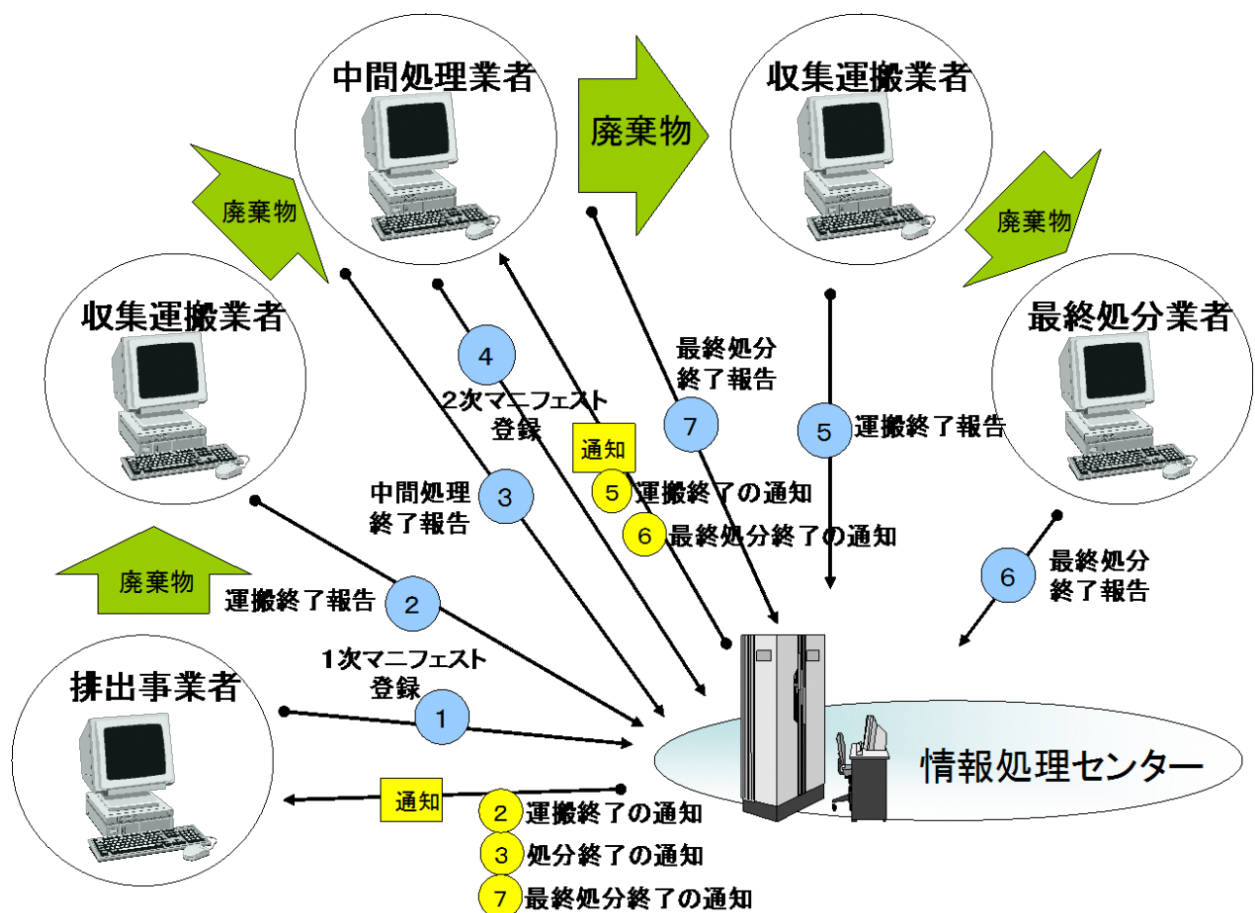 中間処理業者
収集運搬業者
廃棄物
廃棄物
廃棄物
収集運搬業者
最終処分業者
4
2次マニフェスト
登録
最終処分
終了報告
7
5
運搬終了報告
通知
5
運搬終了の通知
6
最終処分終了の通知
中間処理
終了報告
3
6
最終処分
終了報告
廃棄物
運搬終了報告
2
1次マニフェスト
登録
1
排出事業者
情報処理センター
通知
2
運搬終了の通知
3
処分終了の通知
7
最終処分終了の通知